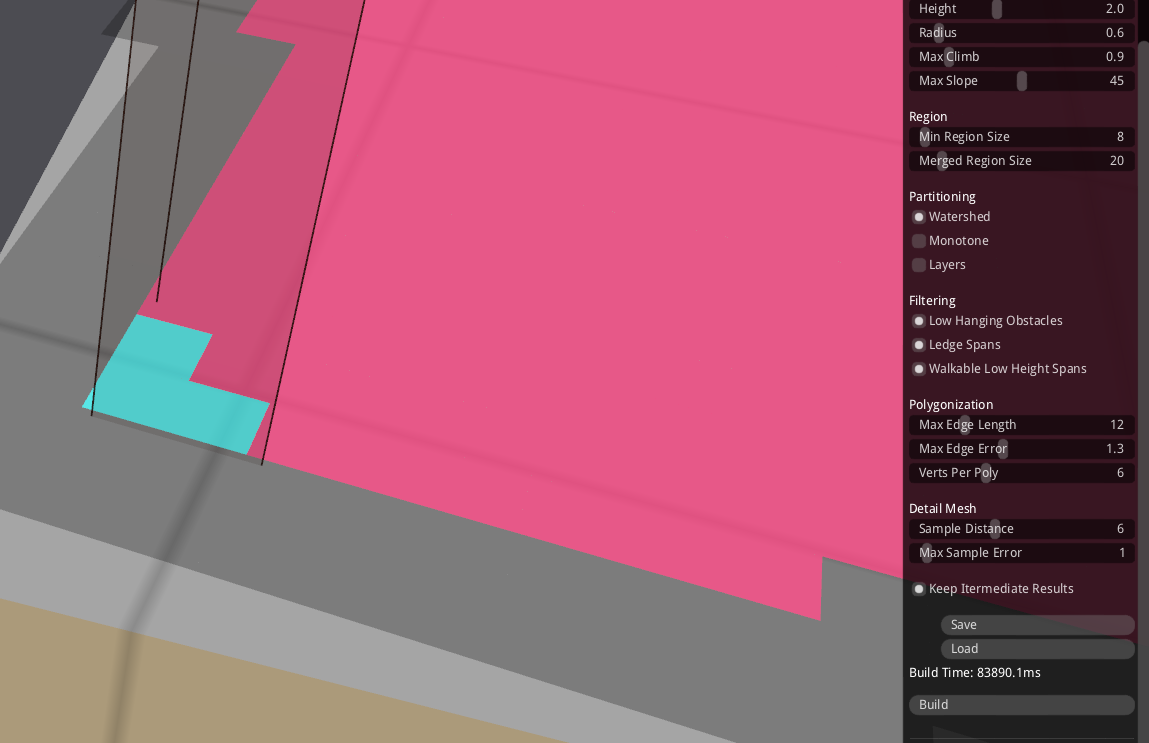 Height 2.0
Radius 0.6
Max Climb 0.9
Max Slope 45
Region
Min Region Size 8
Merged Region Size 20
Partitioning
Watershed
Monotone
Layers
Filtering
Low Hanging Obstacles
Ledge Spans
Walkable Low Height Spans
Polygonization
Max Edge Length 12
Max Edge Error 1.3
Verts Per Poly 6
Detail Mesh
Sample Distance 6
Max Sample Error 1
Keep Itermediate Results
Save
Load
Build Time: 83890.1ms
Build